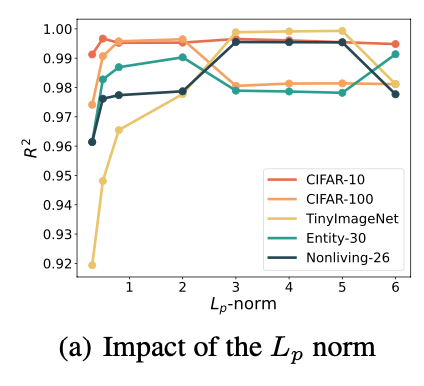 1.00
0.99
0.98
0.97
0.96
0.95
0.94
0.93
0.92
R²
CIFAR-10
CIFAR-100
TinyImageNet
Entity-30
Nonliving-26
1 2 3 4 5 6
Lₚ-norm
(a) Impact of the Lₚ norm